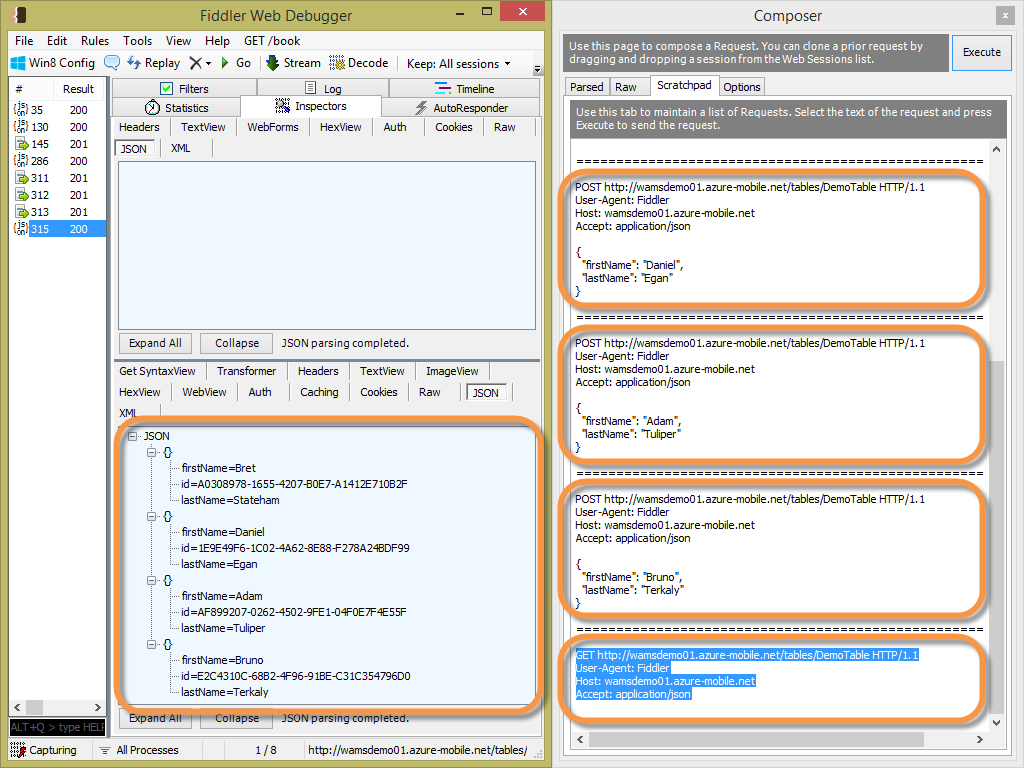 Fiddler Web Debugger
File Edit Rules Tools View Help GET /book
Win8 Config Replay Go Stream Decode Keep: All sessions
# Result
35 200
130 200
145 201
286 200
311 201
312 201
313 201
315 200
Filters Log Timeline
Statistics Inspectors AutoResponder
Headers TextView WebForms HexView Auth Cookies Raw
JSON XML
Expand All Collapse JSON parsing completed.
Get SyntaxView Transformer Headers TextView ImageView
HexView WebView Auth Caching Cookies Raw JSON
XML
JSON
{}
firstName=Bret
id=A0308978-1655-4207-B0E7-A1412E710B2F
lastName=Stateham
{}
firstName=Daniel
id=1E9E49F6-1C02-4A62-8E88-F278A24BDF99
lastName=Egan
{}
firstName=Adam
id=AF899207-0262-4502-9FE1-04F0E7F4E55F
lastName=Tuliper
{}
firstName=Bruno
id=E2C4310C-68B2-4F96-91BE-C31C354796D0
lastName=Terkaly
Expand All Collapse JSON parsing completed.
ALT+Q > type HELP
Capturing All Processes 1 / 8 http://wamsdemo01.azure-mobile.net/tables/
Composer
Use this page to compose a Request. You can clone a prior request by
dragging and dropping a session from the Web Sessions list.
Execute
Parsed Raw Scratchpad Options
Use this tab to maintain a list of Requests. Select the text of the request and press
Execute to send the request.
==================================================
POST http://wamsdemo01.azure-mobile.net/tables/DemoTable HTTP/1.1
User-Agent: Fiddler
Host: wamsdemo01.azure-mobile.net
Accept: application/json
{
"firstName": "Daniel",
"lastName": "Egan"
}
==================================================
POST http://wamsdemo01.azure-mobile.net/tables/DemoTable HTTP/1.1
User-Agent: Fiddler
Host: wamsdemo01.azure-mobile.net
Accept: application/json
{
"firstName": "Adam",
"lastName": "Tuliper"
}
==================================================
POST http://wamsdemo01.azure-mobile.net/tables/DemoTable HTTP/1.1
User-Agent: Fiddler
Host: wamsdemo01.azure-mobile.net
Accept: application/json
{
"firstName": "Bruno",
"lastName": "Terkaly"
}
==================================================
GET http://wamsdemo01.azure-mobile.net/tables/DemoTable HTTP/1.1
User-Agent: Fiddler
Host: wamsdemo01.azure-mobile.net
Accept: application/json